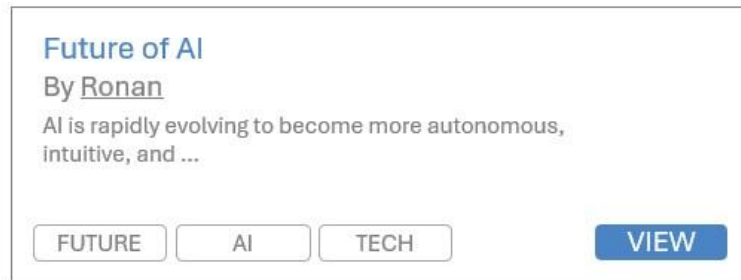 Future of AI
By Ronan
AI is rapidly evolving to become more autonomous,
intuitive, and ...
FUTURE AI TECH VIEW